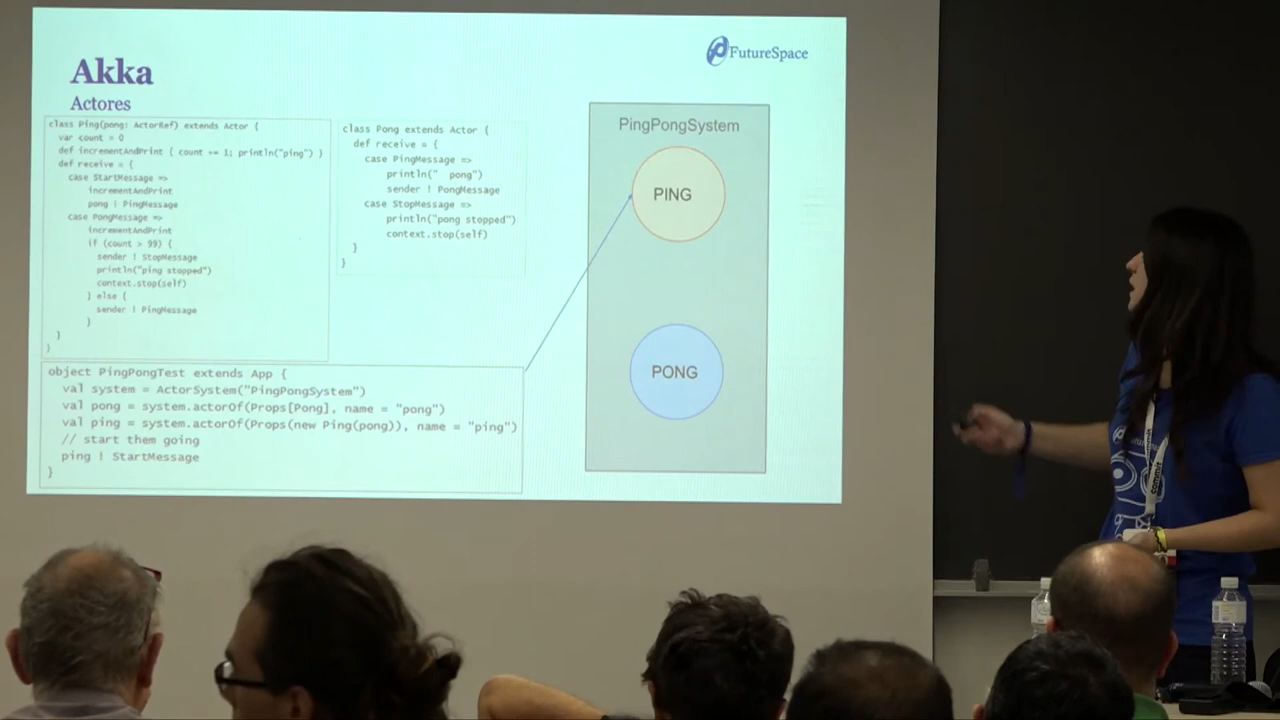 Akka
Actores
FutureSpace
class Ping(pong: ActorRef) extends Actor {
  var count = 0
  def incrementAndPrint { count += 1; println("ping") }
  def receive = {
    case StartMessage =>
        incrementAndPrint
        pong ! PingMessage
    case PongMessage =>
        incrementAndPrint
        if (count > 99) {
          sender ! StopMessage
          println("ping stopped")
          context.stop(self)
        } else {
          sender ! PingMessage
        }
  }
}
class Pong extends Actor {
  def receive = {
    case PingMessage =>
        println("  pong")
        sender ! PongMessage
    case StopMessage =>
        println("pong stopped")
        context.stop(self)
  }
}
object PingPongTest extends App {
  val system = ActorSystem("PingPongSystem")
  val pong = system.actorOf(Props[Pong], name = "pong")
  val ping = system.actorOf(Props(new Ping(pong)), name = "ping")
  // start them going
  ping ! StartMessage
}
PingPongSystem
PING
PONG